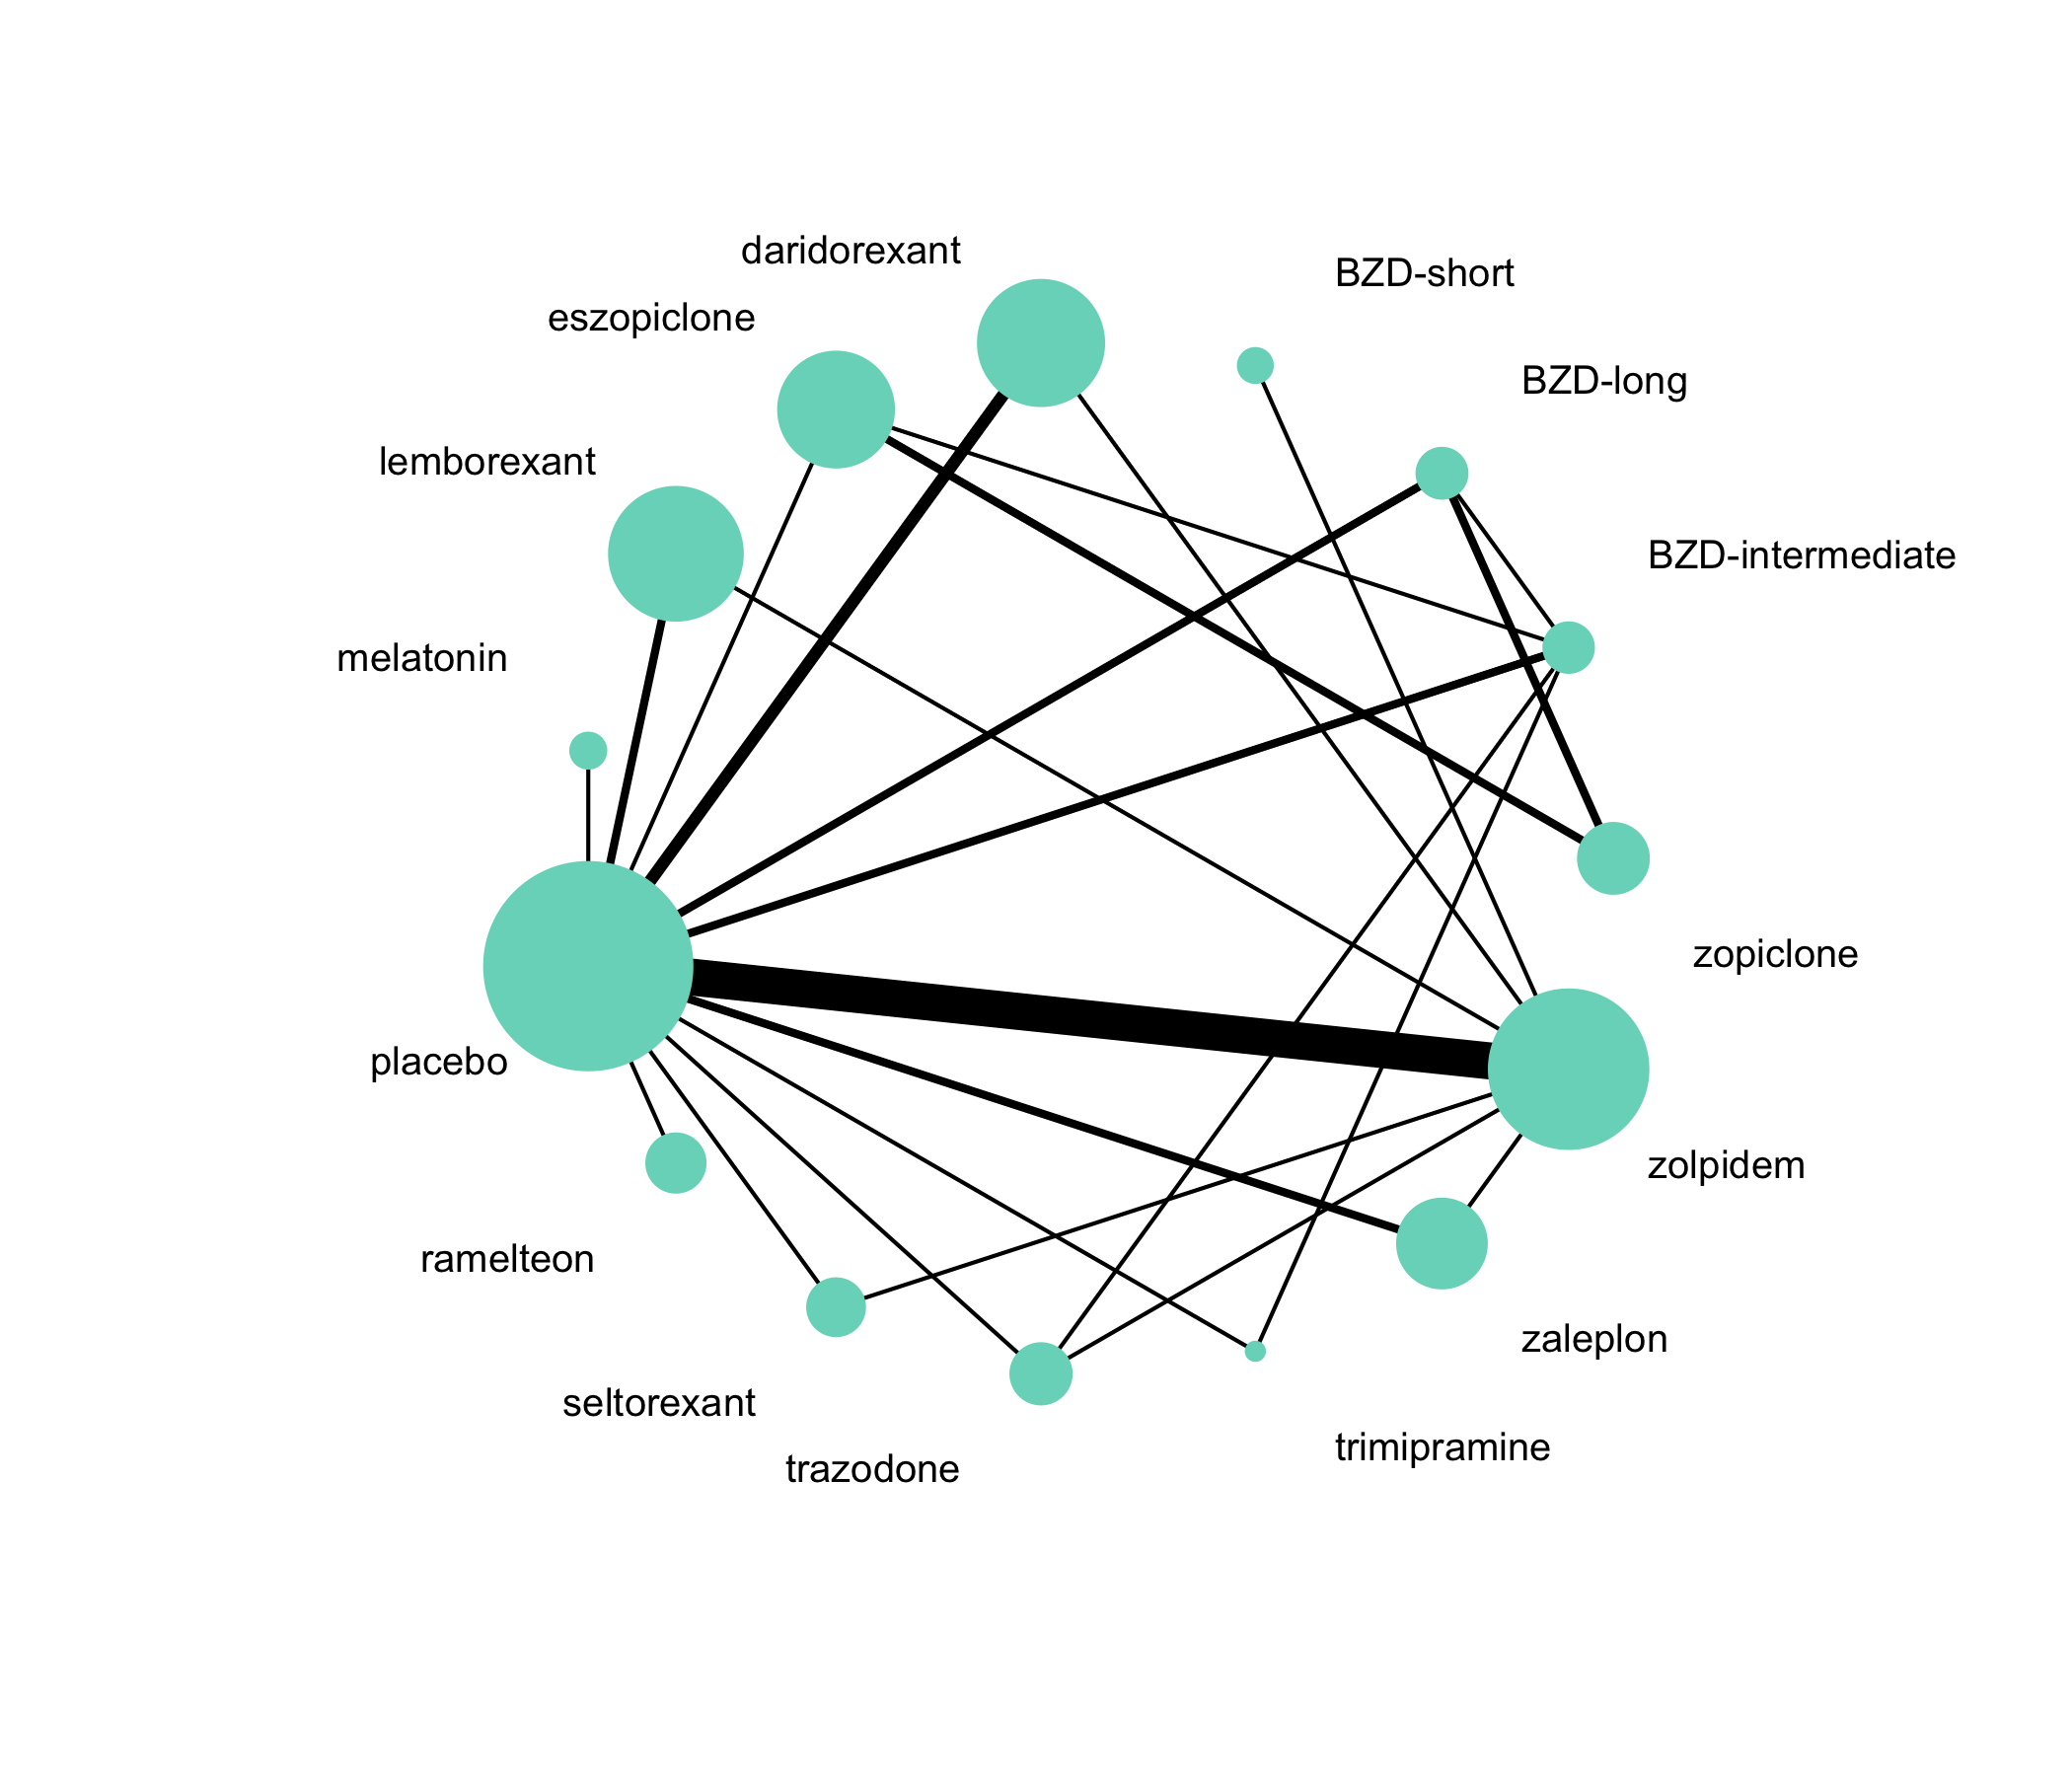 daridorexant
BZD-short
eszopiclone
BZD-long
lemborexant
BZD-intermediate
melatonin
zopiclone
placebo
zolpidem
ramelteon
zaleplon
seltorexant
trimipramine
trazodone